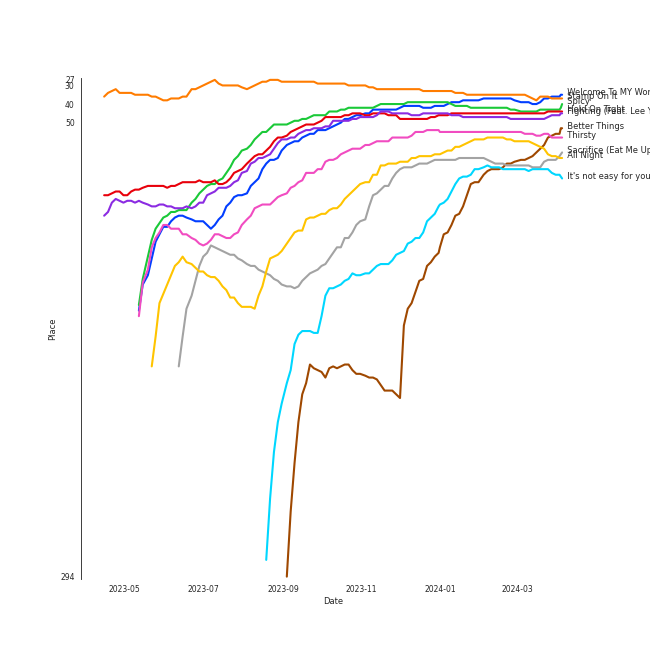 27
30
40
50
294
Place
2023-05
2023-07
2023-09
2023-11
2024-01
2024-03
Date
Welcome To MY Wor
Stamp On It
Spicy
Hold On Tight
(Feat. Lee Y
Better Things
Thirsty
Sacrifice (Eat Me Up
All Night
It's not easy for you